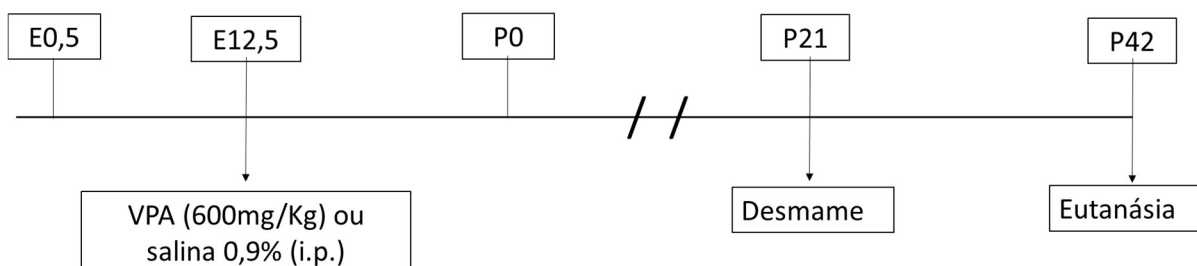 E0,5
E12,5
P0
P21
P42
VPA (600mg/Kg) ou
salina 0,9% (i.p.)
Desmame
Eutanásia